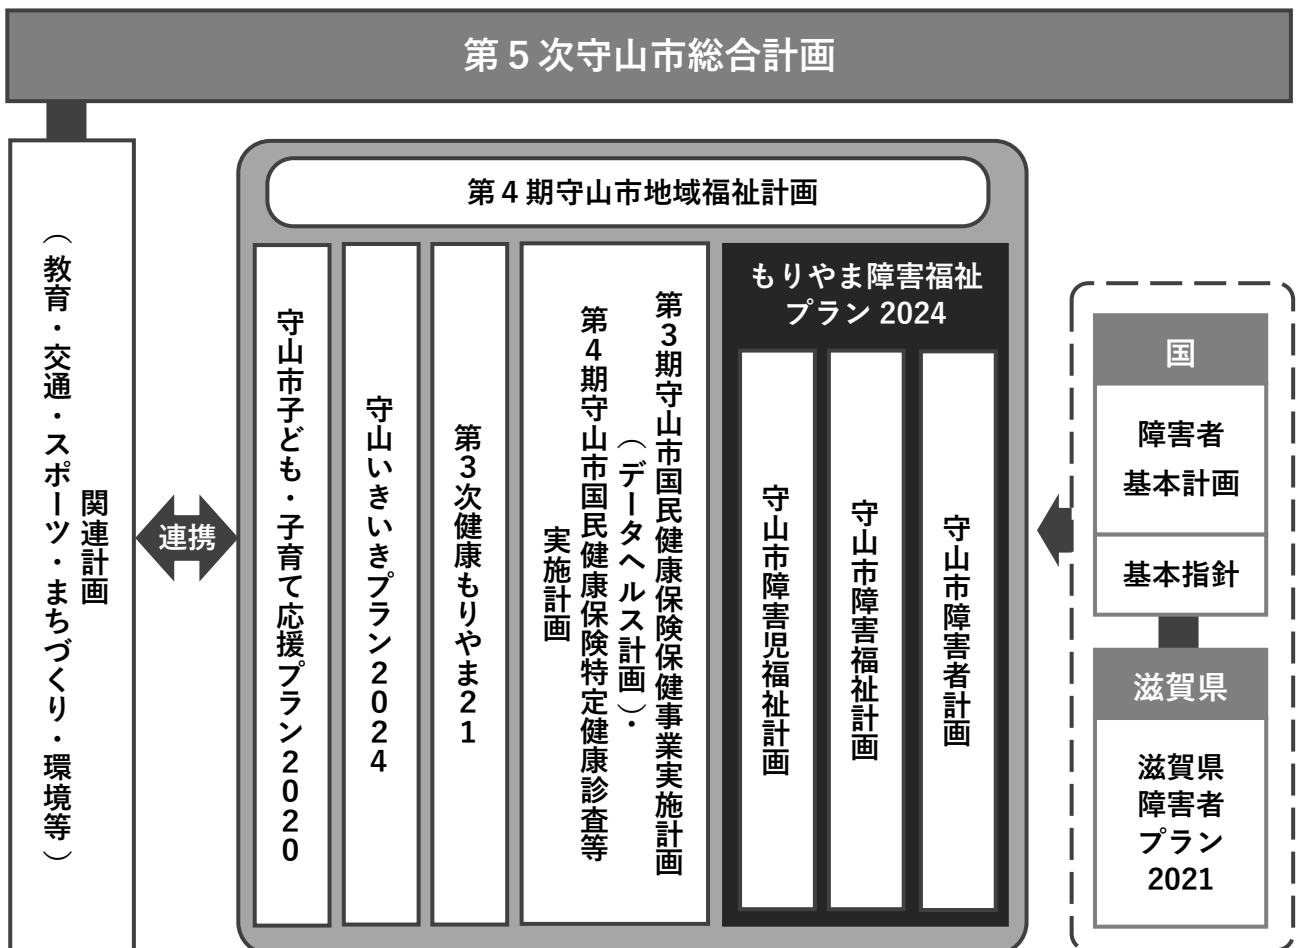 第５次守山市総合計画
関連計画
（教育・交通・スポーツ・まちづくり・環境等）
連携
第４期守山市地域福祉計画
守山市子ども・子育て応援プラン２０２０
守山いきいきプラン２０２４
第３次健康もりやま２１
第３期守山市国民健康保険保健事業実施計画
（データヘルス計画）・
第４期守山市国民健康保険特定健康診査等
実施計画
もりやま障害福祉
プラン 2024
守山市障害児福祉計画
守山市障害福祉計画
守山市障害者計画
国
障害者
基本計画
基本指針
滋賀県
滋賀県
障害者
プラン
2021